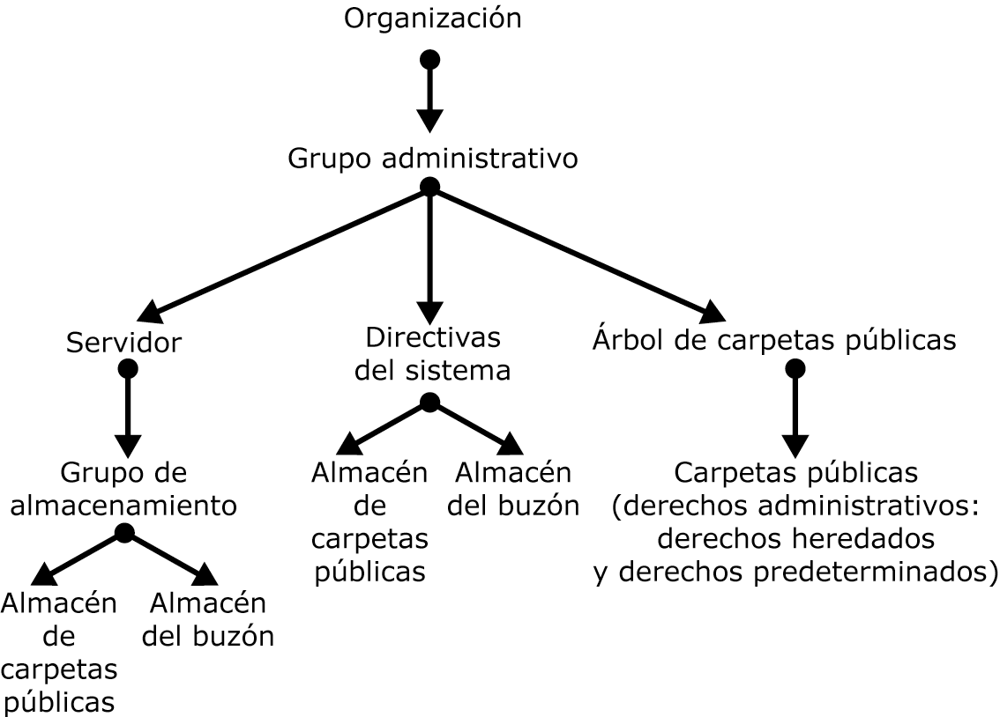 Organización
Grupo administrativo
Servidor
Directivas
del sistema
Árbol de carpetas públicas
Grupo de
almacenamiento
Almacén
de
carpetas
públicas
Almacén
del buzón
Almacén
de
carpetas
públicas
Almacén
del buzón
Carpetas públicas
(derechos administrativos:
derechos heredados
y derechos predeterminados)